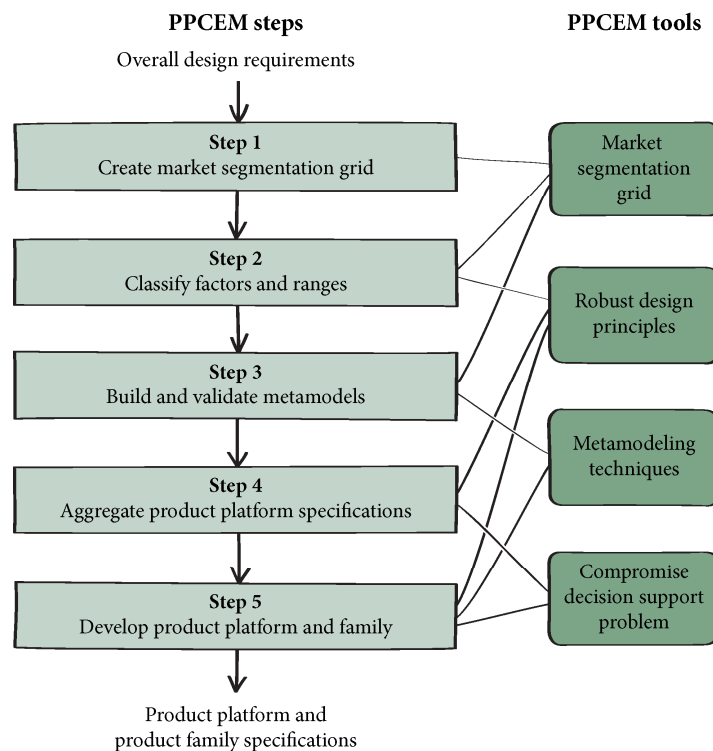 PPCEM steps
PPCEM tools
Overall design requirements
Step 1
Create market segmentation grid
Market
segmentation
grid
Step 2
Classify factors and ranges
Robust design
principles
Step 3
Build and validate metamodels
Metamodeling
techniques
Step 4
Aggregate product platform specifications
Compromise
decision support
problem
Step 5
Develop product platform and family
Product platform and
product family specifications